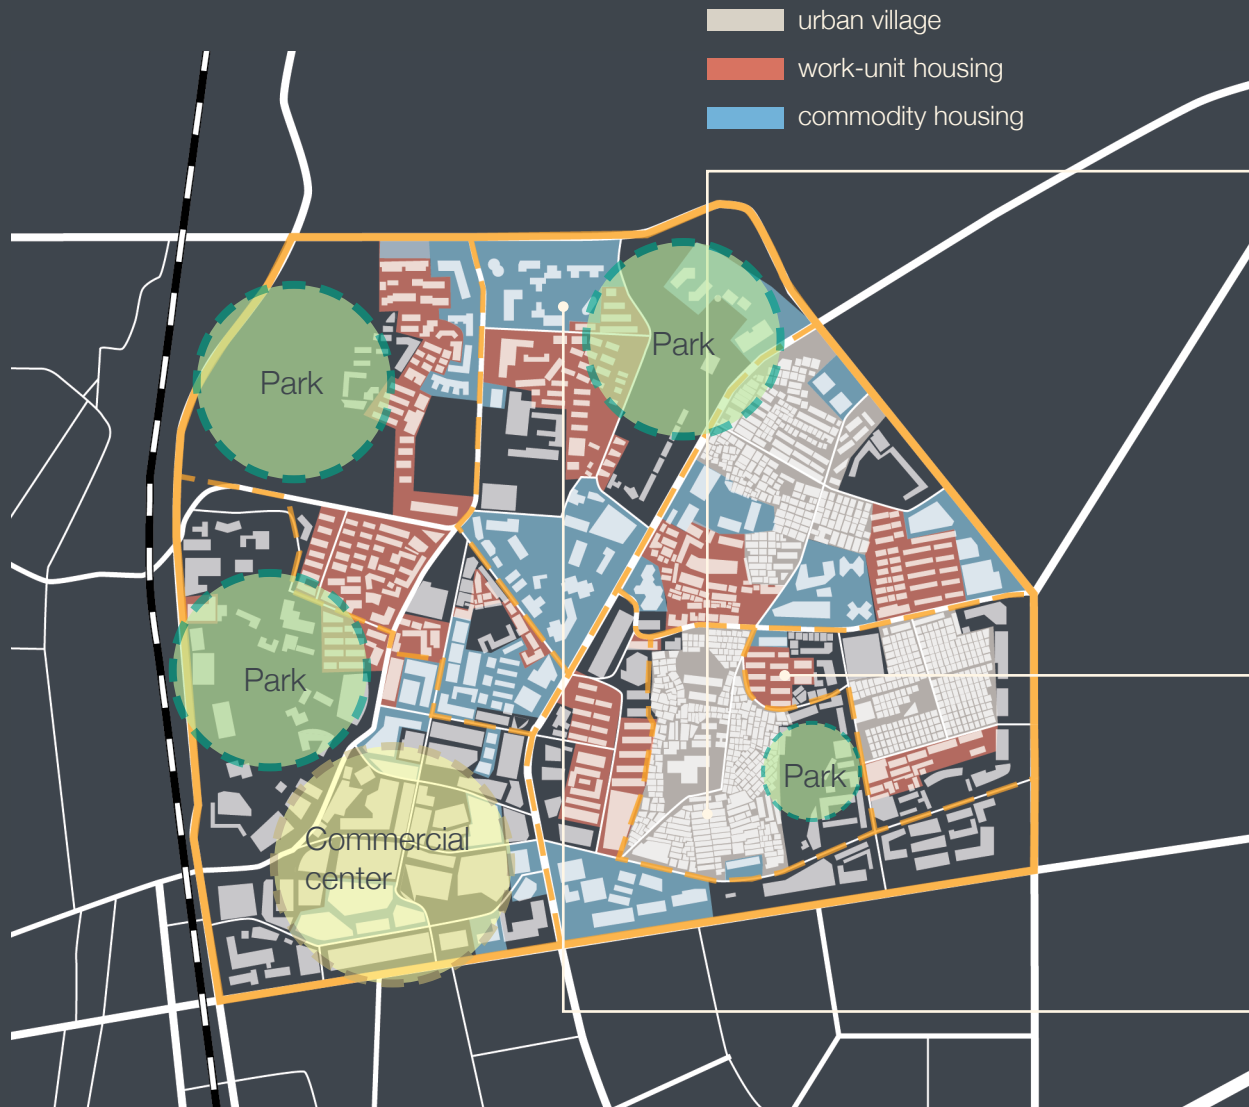 urban village
work-unit housing
commodity housing
Park
Park
Park
Park
Commercial
center